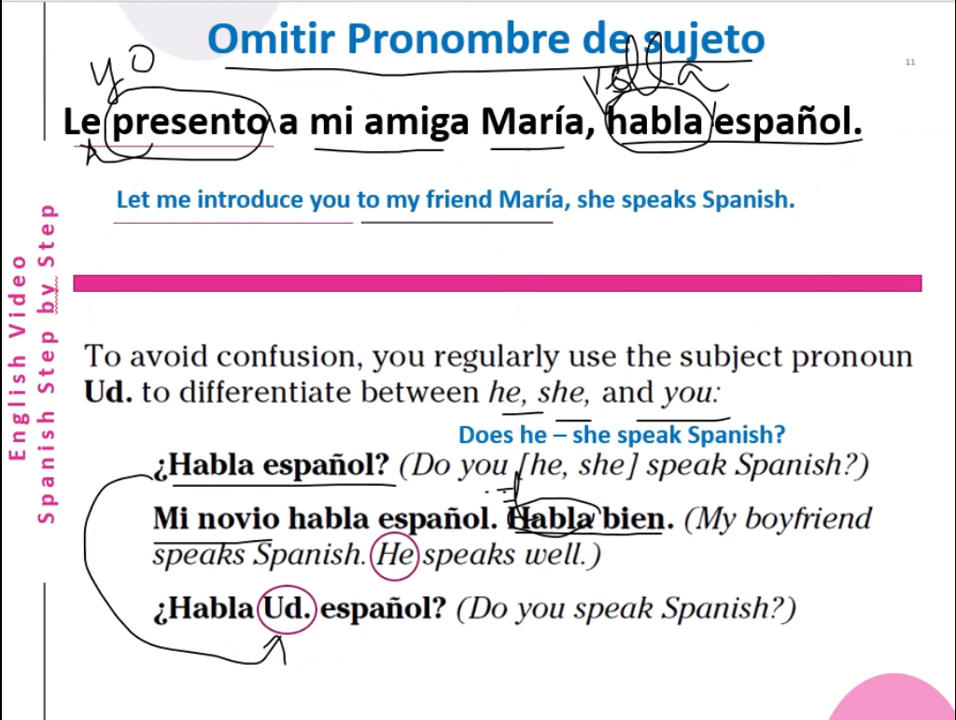 Omitir Pronombre de sujeto
11
yo
ella
Le presento a mi amiga María, habla español.
Let me introduce you to my friend María, she speaks Spanish.
English Video
Spanish Step by Step
To avoid confusion, you regularly use the subject pronoun
Ud. to differentiate between he, she, and you:
Does he – she speak Spanish?
¿Habla español? (Do you [he, she] speak Spanish?)
Mi novio habla español. Habla bien. (My boyfriend
speaks Spanish. He speaks well.)
¿Habla Ud. español? (Do you speak Spanish?)